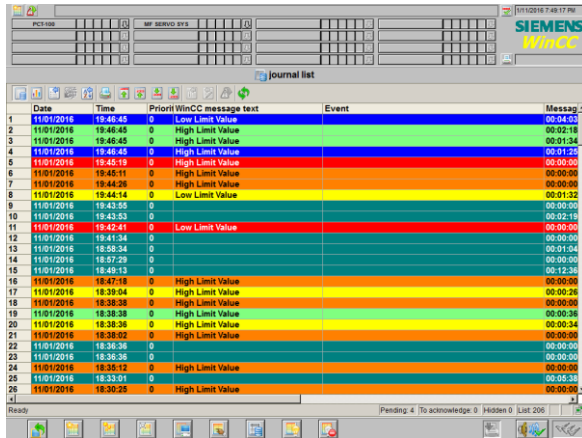 1/11/2016 7:49:17 PM
PCT-108 MF SERVO SYS
SIEMENS
WinCC
journal list
Date Time Priorit WinCC message text Event Messag
1 11/01/2016 19:46:45 0 Low Limit Value 00:04:03
2 11/01/2016 19:46:45 0 High Limit Value 00:02:18
3 11/01/2016 19:46:45 0 High Limit Value 00:01:34
4 11/01/2016 19:46:45 0 High Limit Value 00:01:25
5 11/01/2016 19:45:19 0 High Limit Value 00:00:00
6 11/01/2016 19:45:11 0 High Limit Value 00:00:00
7 11/01/2016 19:44:26 0 High Limit Value 00:00:00
8 11/01/2016 19:44:14 0 Low Limit Value 00:01:32
9 11/01/2016 19:43:55 0 00:00:00
10 11/01/2016 19:43:53 0 00:02:19
11 11/01/2016 19:42:41 0 Low Limit Value 00:00:00
12 11/01/2016 19:41:34 0 00:00:00
13 11/01/2016 18:58:34 0 00:01:04
14 11/01/2016 18:57:29 0 00:00:00
15 11/01/2016 18:49:13 0 00:12:36
16 11/01/2016 18:47:18 0 High Limit Value 00:00:00
17 11/01/2016 18:39:04 0 High Limit Value 00:00:26
18 11/01/2016 18:38:38 0 High Limit Value 00:00:00
19 11/01/2016 18:38:38 0 High Limit Value 00:00:36
20 11/01/2016 18:38:36 0 High Limit Value 00:00:34
21 11/01/2016 18:38:02 0 High Limit Value 00:00:00
22 11/01/2016 18:36:36 0 00:00:00
23 11/01/2016 18:36:36 0 00:00:00
24 11/01/2016 18:35:12 0 High Limit Value 00:00:00
25 11/01/2016 18:33:01 0 00:05:38
26 11/01/2016 18:30:25 0 High Limit Value 00:00:00
Ready Pending: 4 To acknowledge: 0 Hidden 0 List: 206